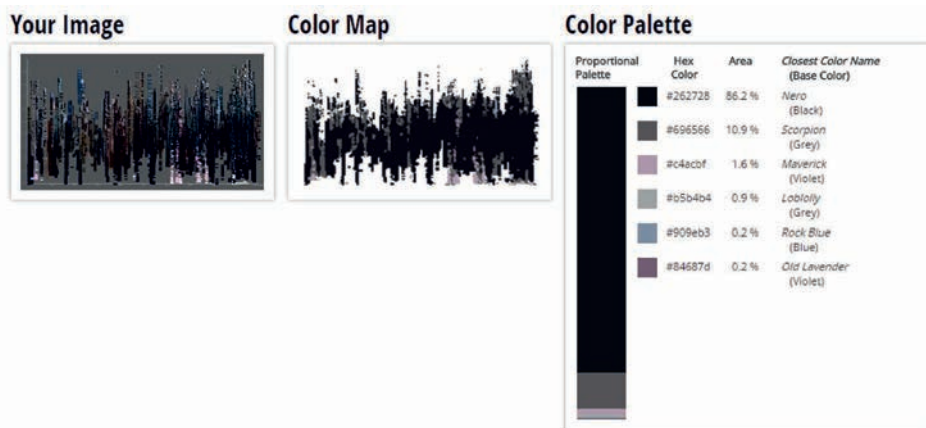 Your Image
Color Map
Color Palette
Proportional Palette Hex Color Area Closest Color Name (Base Color)
#262728 86.2 % Nero
(Black)
#696566 10.9 % Scorpion
(Grey)
#c4acbf 1.6 % Maverick
(Violet)
#b5b4b4 0.9 % Loblolly
(Grey)
#909eb3 0.2 % Rock Blue
(Blue)
#84687d 0.2 % Old Lavender
(Violet)